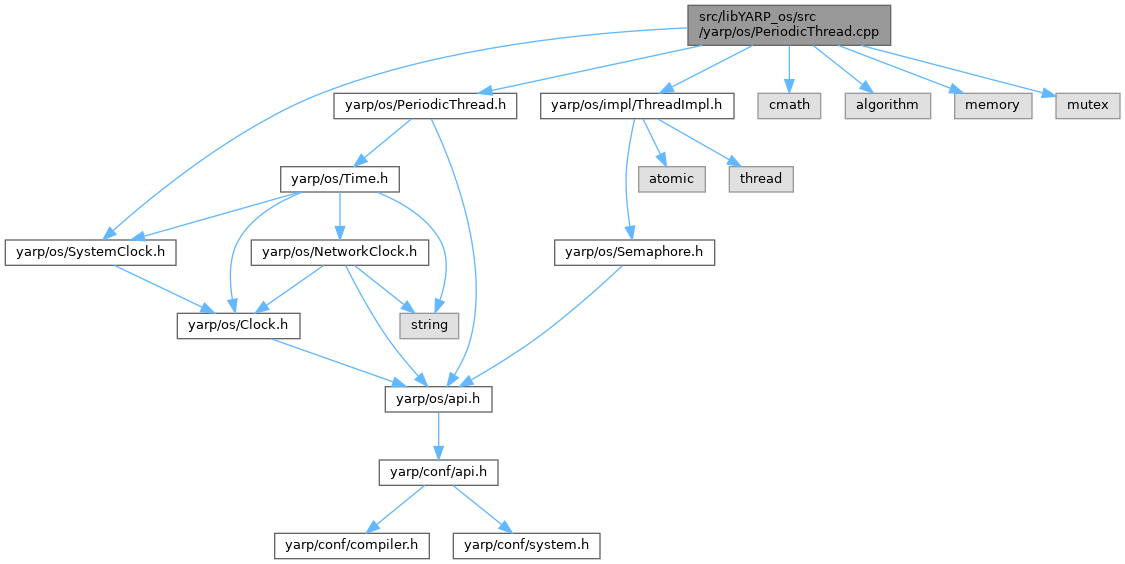 src/libYARP_os/src
/yarp/os/PeriodicThread.cpp
yarp/os/PeriodicThread.h
yarp/os/impl/ThreadImpl.h
cmath
algorithm
memory
mutex
yarp/os/Time.h
atomic
thread
yarp/os/SystemClock.h
yarp/os/NetworkClock.h
yarp/os/Semaphore.h
yarp/os/Clock.h
string
yarp/os/api.h
yarp/conf/api.h
yarp/conf/compiler.h
yarp/conf/system.h